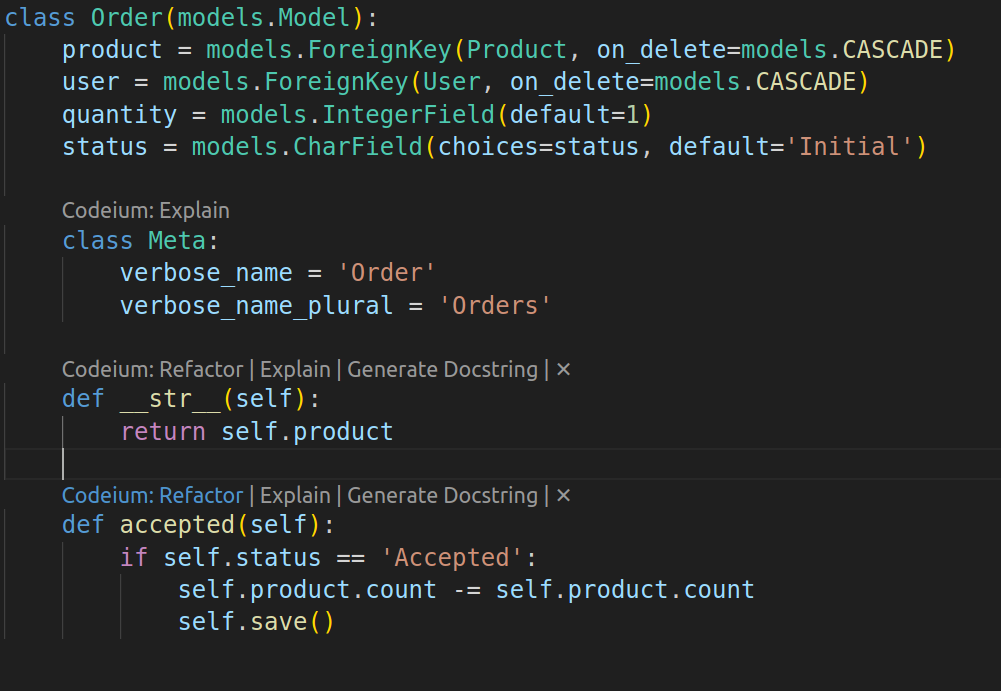 class Order(models.Model):
    product = models.ForeignKey(Product, on_delete=models.CASCADE)
    user = models.ForeignKey(User, on_delete=models.CASCADE)
    quantity = models.IntegerField(default=1)
    status = models.CharField(choices=status, default='Initial')
    Codeium: Explain
    class Meta:
        verbose_name = 'Order'
        verbose_name_plural = 'Orders'
    Codeium: Refactor | Explain | Generate Docstring | ✕
    def __str__(self):
        return self.product
    Codeium: Refactor | Explain | Generate Docstring | ✕
    def accepted(self):
        if self.status == 'Accepted':
            self.product.count -= self.product.count
            self.save()